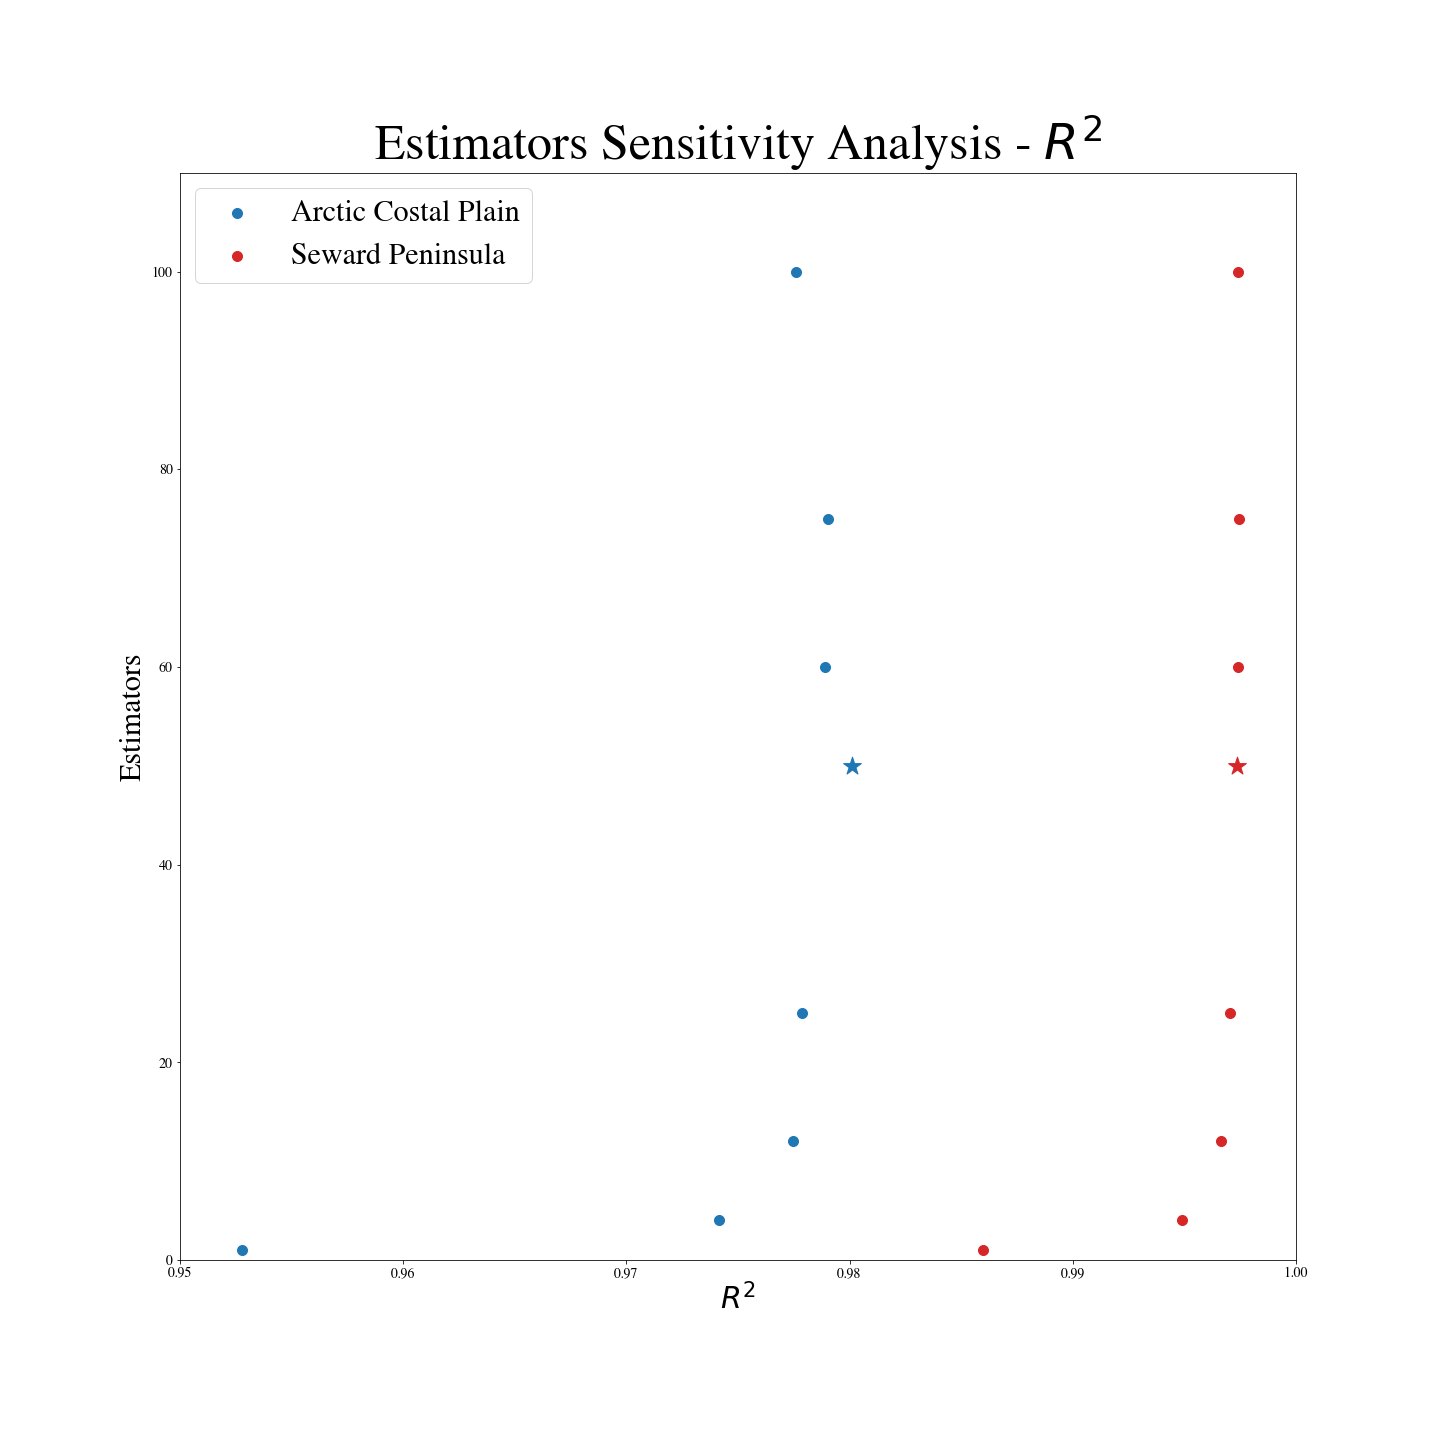 Estimators Sensitivity Analysis - R²
Arctic Costal Plain
Seward Peninsula
100
80
60
40
20
0
Estimators
0.95 0.96 0.97 0.98 0.99 1.00
R²